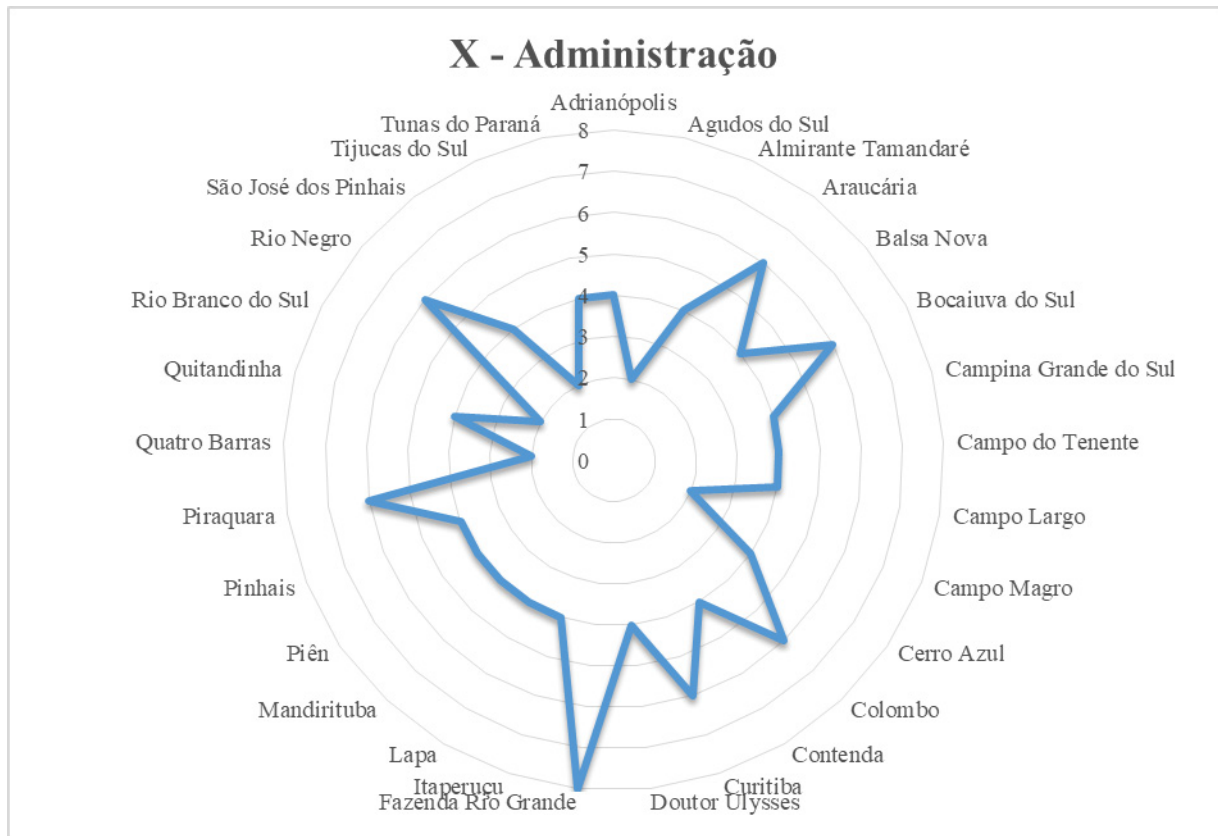 X - Administração
Adrianópolis
Agudos do Sul
Almirante Tamandaré
Araucária
Balsa Nova
Bocaiuva do Sul
Campina Grande do Sul
Campo do Tenente
Campo Largo
Campo Magro
Cerro Azul
Colombo
Contenda
Curitiba
Doutor Ulysses
Fazenda Rio Grande
Itaperuçu
Lapa
Mandirituba
Piên
Pinhais
Piraquara
Quatro Barras
Quitandinha
Rio Branco do Sul
Rio Negro
São José dos Pinhais
Tijucas do Sul
Tunas do Paraná
8
7
6
5
4
3
2
1
0